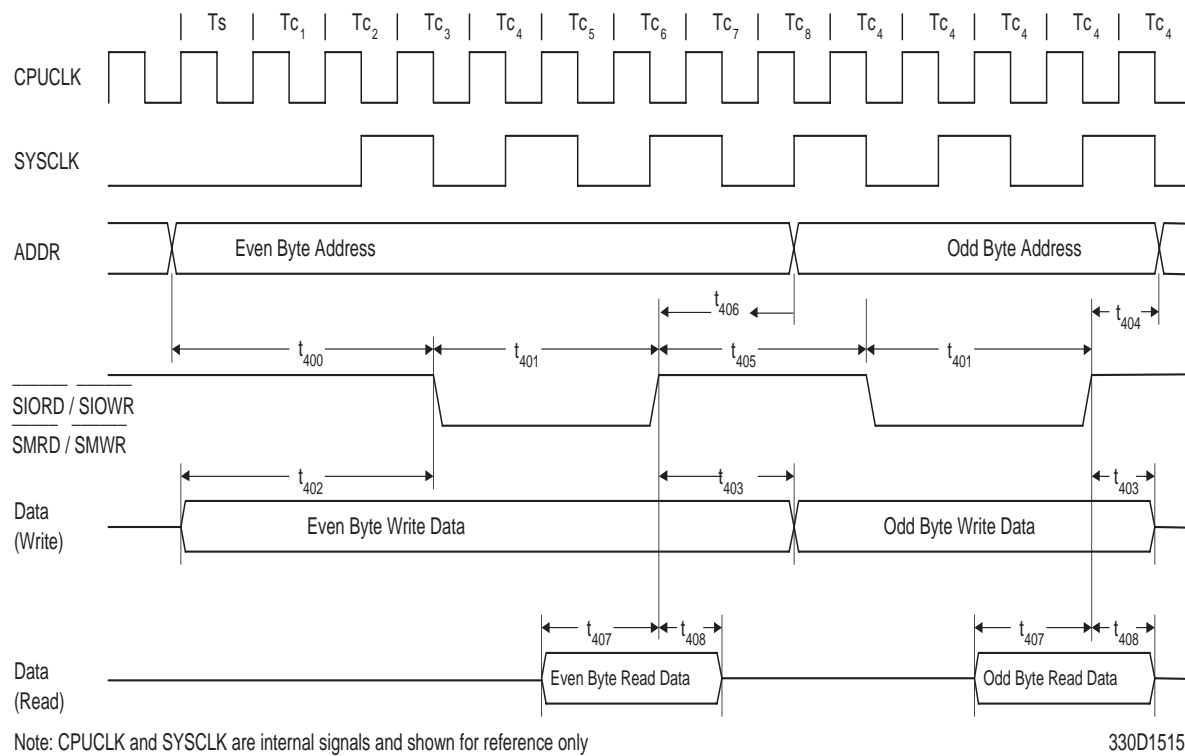 | Ts | Tc1 | Tc2 | Tc3 | Tc4 | Tc5 | Tc6 | Tc7 | Tc8 | Tc4 | Tc4 | Tc4 | Tc4 | Tc4
CPUCLK
SYSCLK
ADDR
Even Byte Address
Odd Byte Address
t406
t404
t400
t401
t405
t401
SIORD / SIOWR
SMRD / SMWR
t402
t403
t403
Data
(Write)
Even Byte Write Data
Odd Byte Write Data
t407
t408
t407
t408
Data
(Read)
Even Byte Read Data
Odd Byte Read Data
Note: CPUCLK and SYSCLK are internal signals and shown for reference only
330D1515